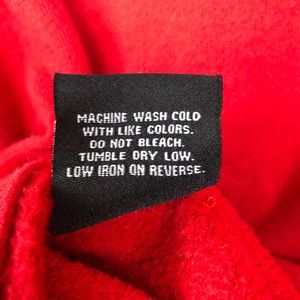 MACHINE WASH COLD
WITH LIKE COLORS.
DO NOT BLEACH.
TUMBLE DRY LOW.
LOW IRON ON REVERSE.